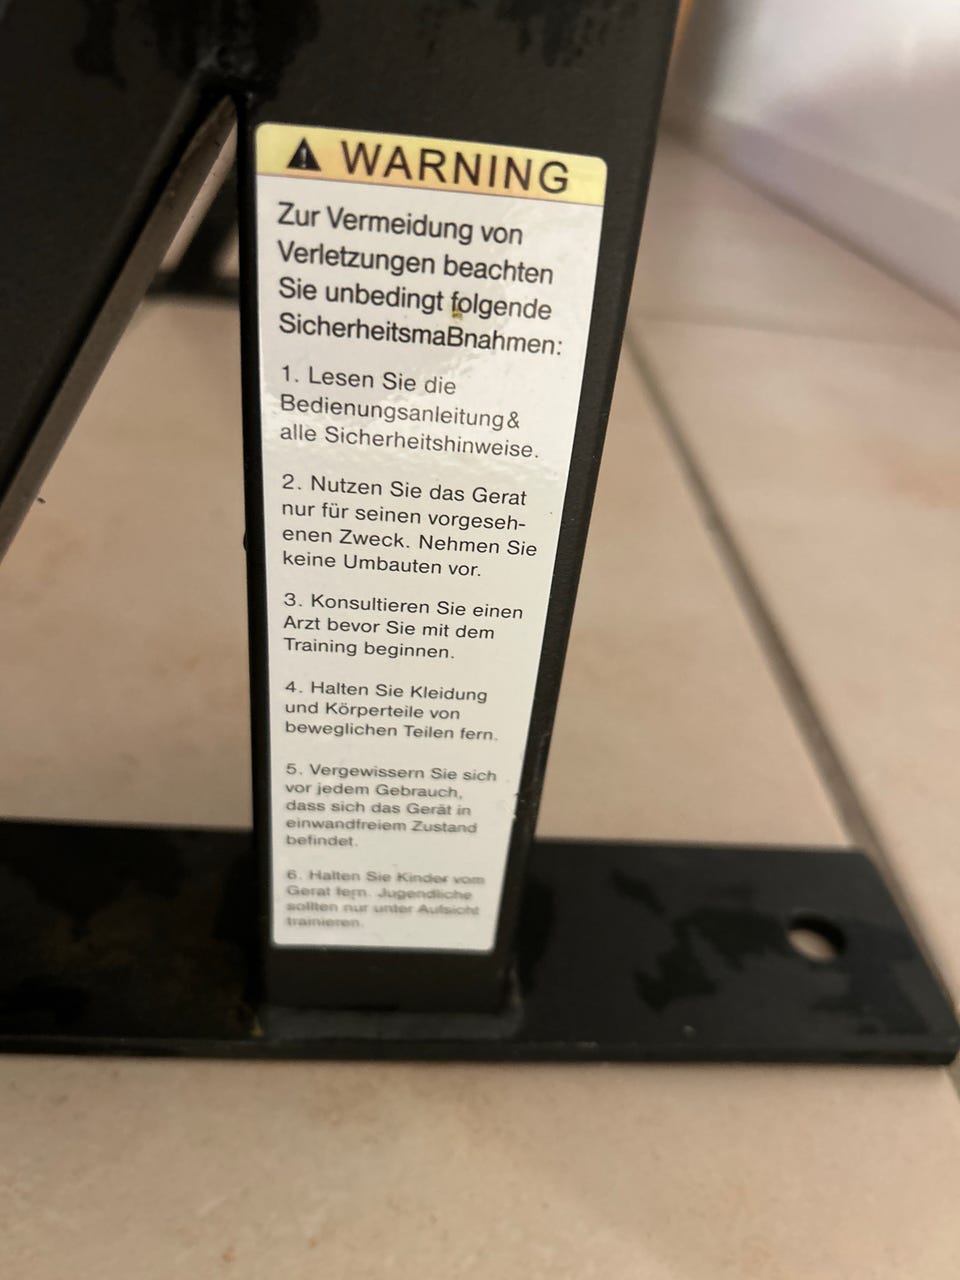 WARNING
Zur Vermeidung von
Verletzungen beachten
Sie unbedingt folgende
SicherheitsmaBnahmen:
1. Lesen Sie die
Bedienungsanleitung&
alle Sicherheitshinweise.
2. Nutzen Sie das Gerat
nur für seinen vorgeseh-
enen Zweck. Nehmen Sie
keine Umbauten vor.
3. Konsultieren Sie einen
Arzt bevor Sie mit dem
Training beginnen.
4. Halten Sie Kleidung
und Körperteile von
beweglichen Teilen fern.
5. Vergewissern Sie sich
vor jedem Gebrauch,
dass sich das Gerät in
einwandfreiem Zustand
befindet.
6. Halten Sie Kinder vom
Gerat fern. Jugendliche
sollten nur unter Aufsicht
trainieren.